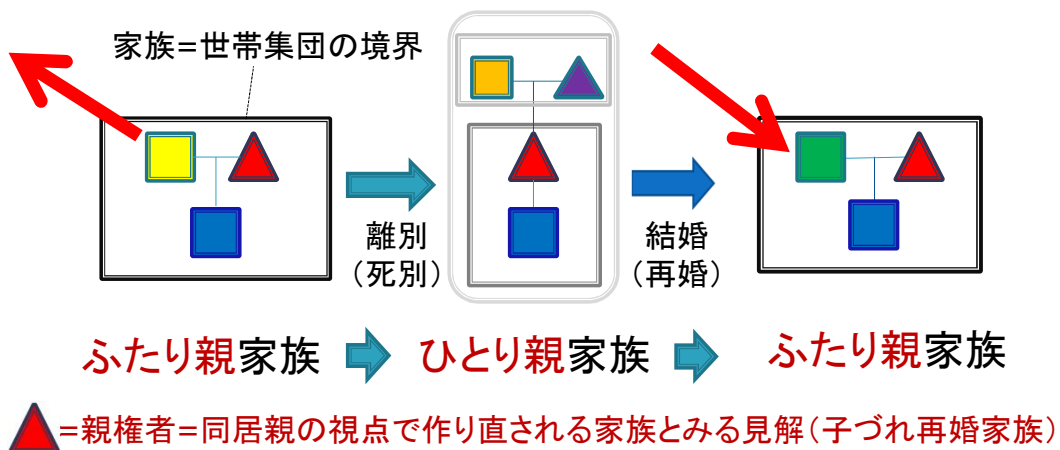 家族=世帯集団の境界
離別
（死別）
結婚
（再婚）
ふたり親家族
ひとり親家族
ふたり親家族
=親権者=同居親の視点で作り直される家族とみる見解（子づれ再婚家族）